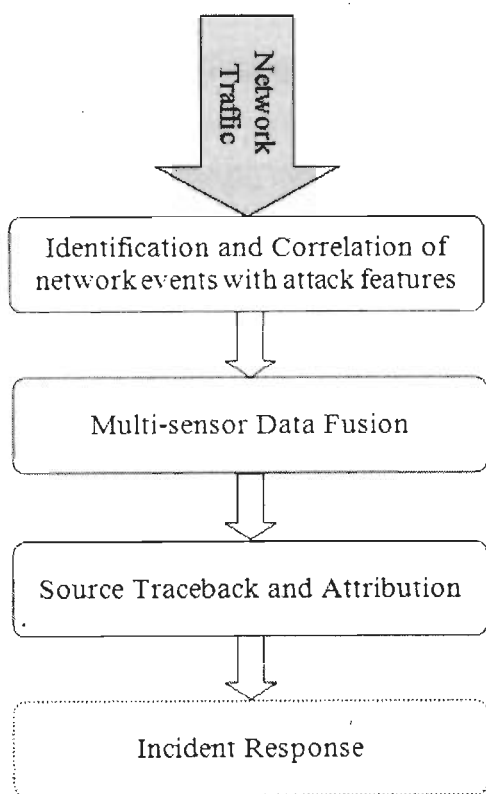 Network
Traffic
Identification and Correlation of
network events with attack features
Multi-sensor Data Fusion
Source Traceback and Attribution
Incident Response